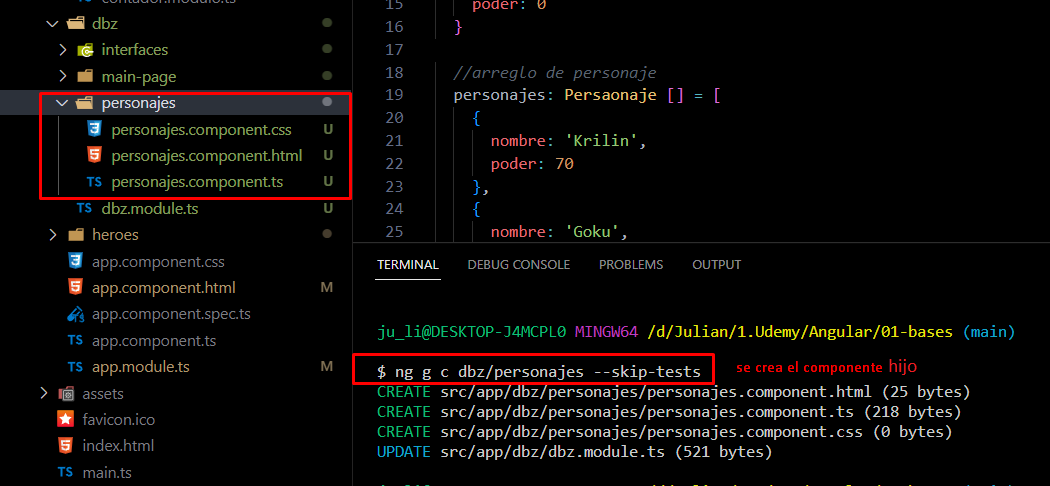 contador.modulo.ts
dbz
interfaces
main-page
personajes
personajes.component.css U
personajes.component.html U
personajes.component.ts U
dbz.module.ts U
heroes
app.component.css
app.component.html M
app.component.spec.ts
app.component.ts
app.module.ts M
assets
favicon.ico
index.html
main.ts
15 poder: 0
16 }
17
18 //arreglo de personaje
19 personajes: Persaonaje [] = [
20 {
21 nombre: 'Krilin',
22 poder: 70
23 },
24 {
25 nombre: 'Goku',
TERMINAL DEBUG CONSOLE PROBLEMS OUTPUT
ju_li@DESKTOP-J4MCPL0 MINGW64 /d/Julian/1.Udemy/Angular/01-bases (main)
$ ng g c dbz/personajes --skip-tests se crea el componente hijo
CREATE src/app/dbz/personajes/personajes.component.html (25 bytes)
CREATE src/app/dbz/personajes/personajes.component.ts (218 bytes)
CREATE src/app/dbz/personajes/personajes.component.css (0 bytes)
UPDATE src/app/dbz/dbz.module.ts (521 bytes)